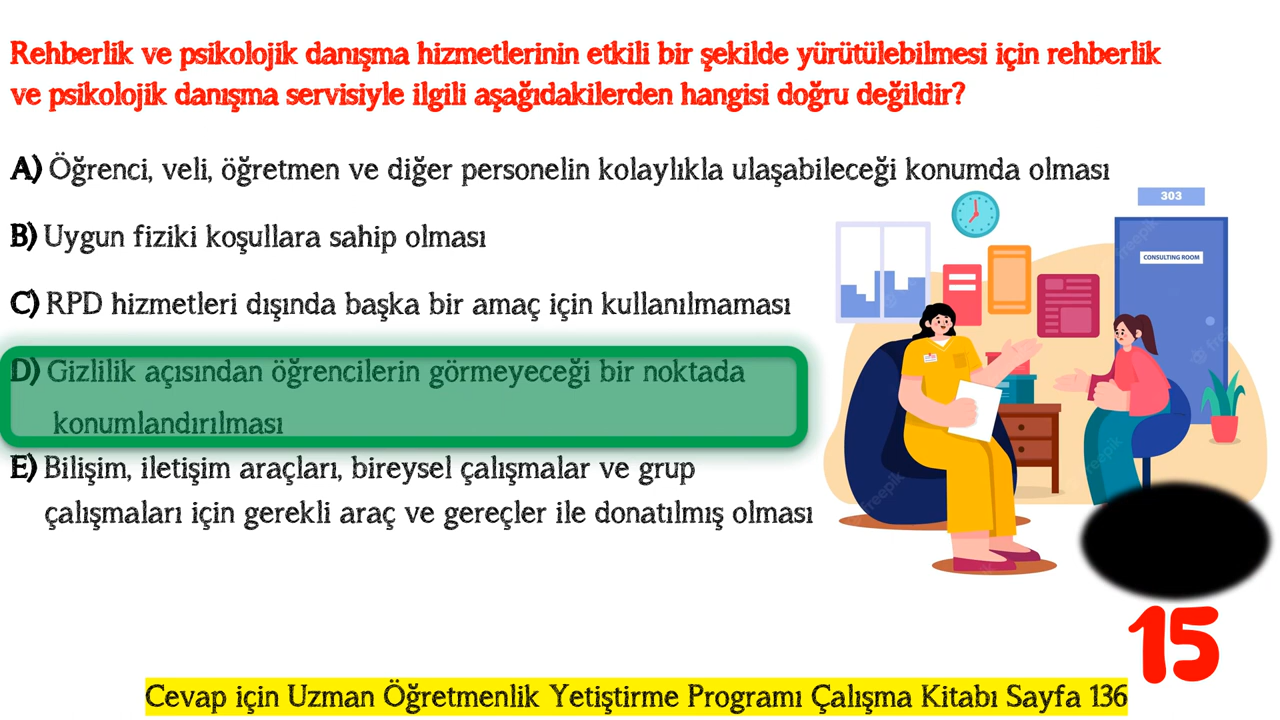 Rehberlik ve psikolojik danışma hizmetlerinin etkili bir şekilde yürütülebilmesi için rehberlik
ve psikolojik danışma servisiyle ilgili aşağıdakilerden hangisi doğru değildir?
A) Öğrenci, veli, öğretmen ve diğer personelin kolaylıkla ulaşabileceği konumda olması
303
B) Uygun fiziki koşullara sahip olması
CONSULTING ROOM
C) RPD hizmetleri dışında başka bir amaç için kullanılmaması
D) Gizlilik açısından öğrencilerin görmeyeceği bir noktada
konumlandırılması
E) Bilişim, iletişim araçları, bireysel çalışmalar ve grup
çalışmaları için gerekli araç ve gereçler ile donatılmış olması
15
Cevap için Uzman Öğretmenlik Yetiştirme Programı Çalışma Kitabı Sayfa 136